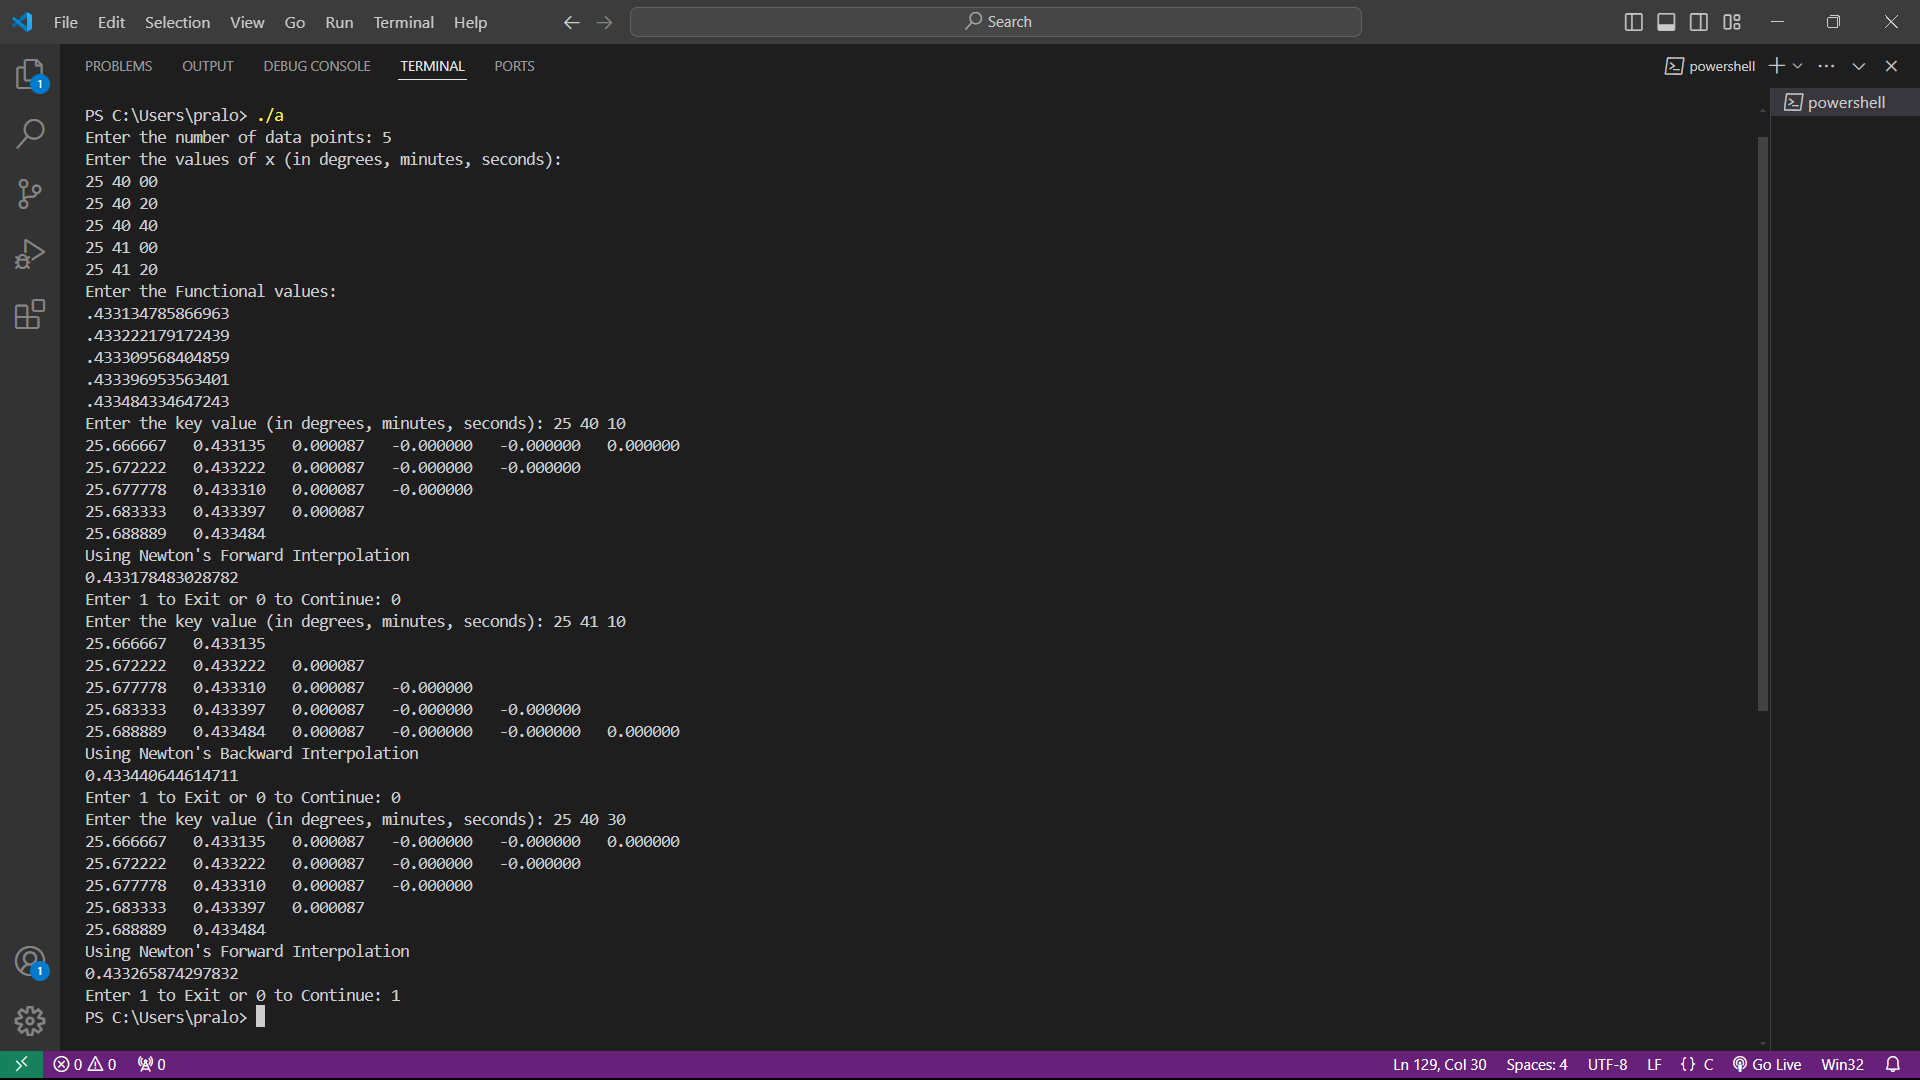 File Edit Selection View Go Run Terminal Help Search
PROBLEMS OUTPUT DEBUG CONSOLE TERMINAL PORTS powershell
powershell
PS C:\Users\pralo> ./a
Enter the number of data points: 5
Enter the values of x (in degrees, minutes, seconds):
25 40 00
25 40 20
25 40 40
25 41 00
25 41 20
Enter the Functional values:
.433134785866963
.433222179172439
.433309568404859
.433396953563401
.433484334647243
Enter the key value (in degrees, minutes, seconds): 25 40 10
25.666667 0.433135 0.000087 -0.000000 -0.000000 0.000000
25.672222 0.433222 0.000087 -0.000000 -0.000000
25.677778 0.433310 0.000087 -0.000000
25.683333 0.433397 0.000087
25.688889 0.433484
Using Newton's Forward Interpolation
0.433178483028782
Enter 1 to Exit or 0 to Continue: 0
Enter the key value (in degrees, minutes, seconds): 25 41 10
25.666667 0.433135
25.672222 0.433222 0.000087
25.677778 0.433310 0.000087 -0.000000
25.683333 0.433397 0.000087 -0.000000 -0.000000
25.688889 0.433484 0.000087 -0.000000 -0.000000 0.000000
Using Newton's Backward Interpolation
0.433440644614711
Enter 1 to Exit or 0 to Continue: 0
Enter the key value (in degrees, minutes, seconds): 25 40 30
25.666667 0.433135 0.000087 -0.000000 -0.000000 0.000000
25.672222 0.433222 0.000087 -0.000000 -0.000000
25.677778 0.433310 0.000087 -0.000000
25.683333 0.433397 0.000087
25.688889 0.433484
Using Newton's Forward Interpolation
0.433265874297832
Enter 1 to Exit or 0 to Continue: 1
PS C:\Users\pralo>
1
1
0 0 0 Ln 129, Col 30 Spaces: 4 UTF-8 LF {} C Go Live Win32